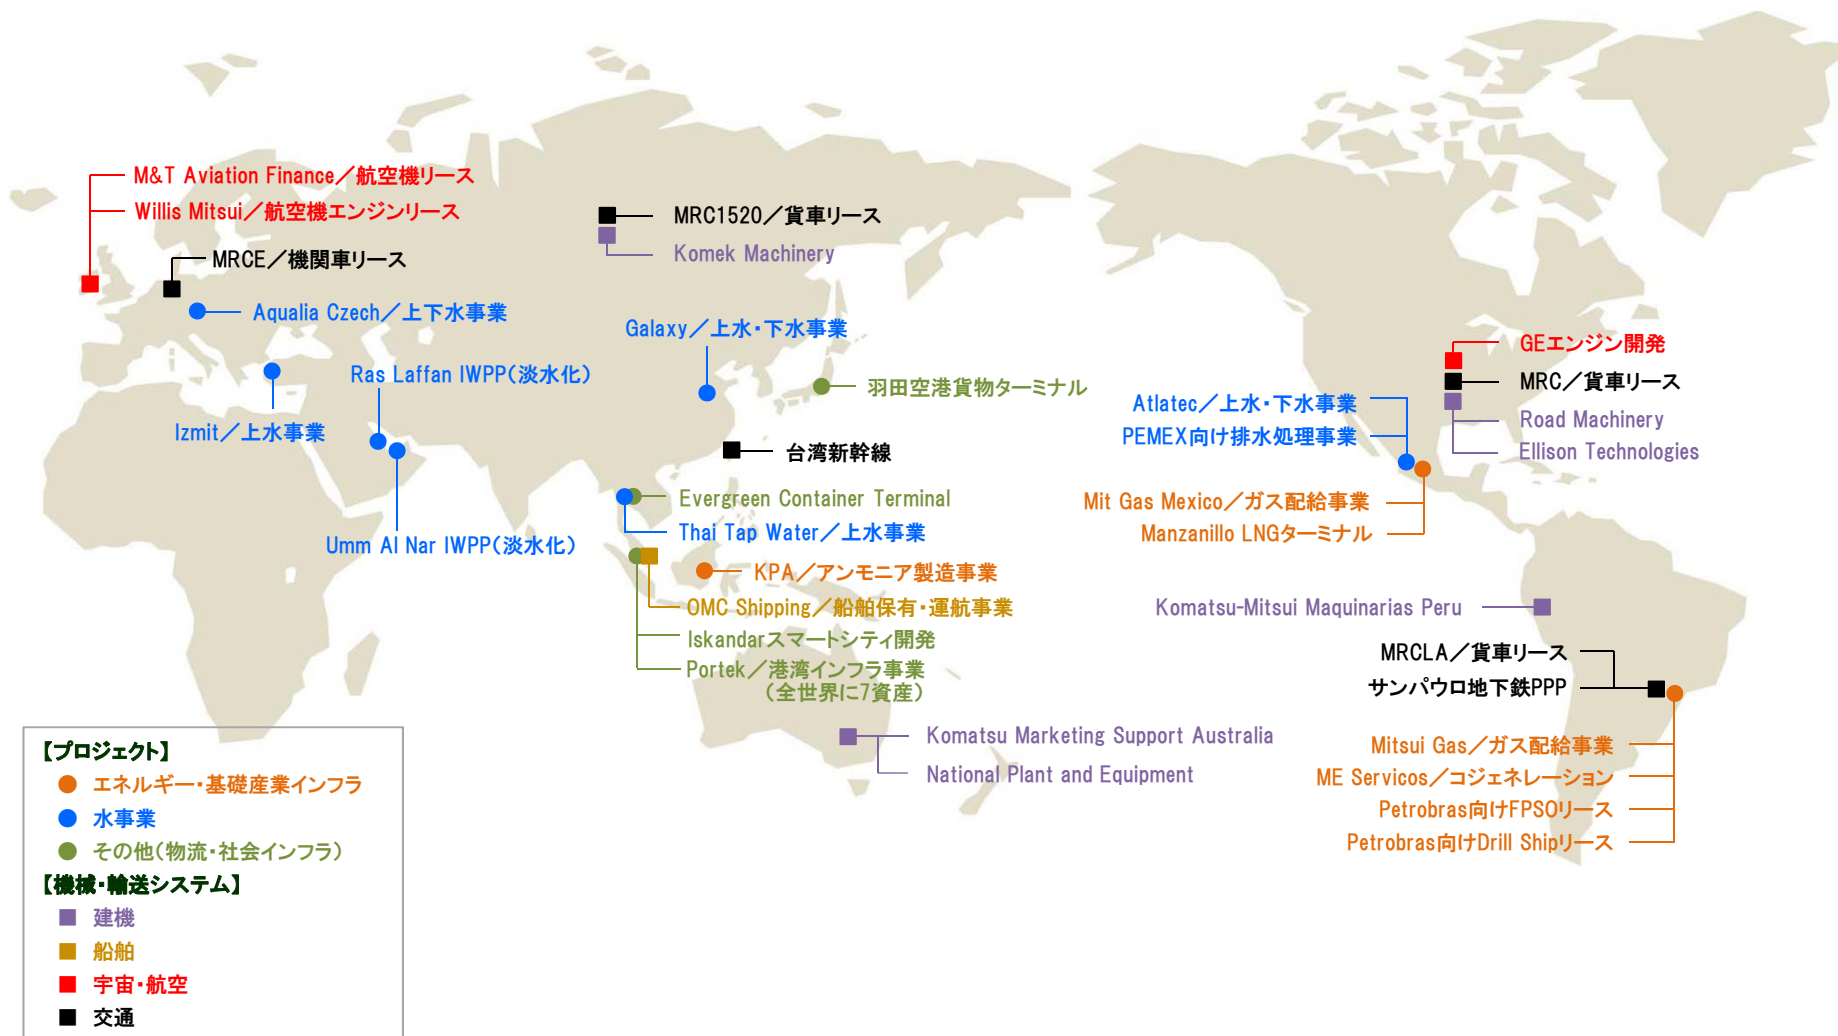 M&T Aviation Finance／航空機リース
Willis Mitsui／航空機エンジンリース
MRCE／機関車リース
Aqualia Czech／上下水事業
Izmit／上水事業
Ras Laffan IWPP（淡水化）
Umm Al Nar IWPP（淡水化）
MRC1520／貨車リース
Komek Machinery
Galaxy／上水・下水事業
羽田空港貨物ターミナル
台湾新幹線
Evergreen Container Terminal
Thai Tap Water／上水事業
KPA／アンモニア製造事業
OMC Shipping／船舶保有・運航事業
Iskandarスマートシティ開発
Portek／港湾インフラ事業
（全世界に7資産）
Komatsu Marketing Support Australia
National Plant and Equipment
GEエンジン開発
MRC／貨車リース
Road Machinery
Ellison Technologies
Atlatec／上水・下水事業
PEMEX向け排水処理事業
Mit Gas Mexico／ガス配給事業
Manzanillo LNGターミナル
Komatsu-Mitsui Maquinarias Peru
MRCLA／貨車リース
サンパウロ地下鉄PPP
Mitsui Gas／ガス配給事業
ME Servicos／コジェネレーション
Petrobras向けFPSOリース
Petrobras向けDrill Shipリース
【プロジェクト】
エネルギー・基礎産業インフラ
水事業
その他（物流・社会インフラ）
【機械・輸送システム】
建機
船舶
宇宙・航空
交通